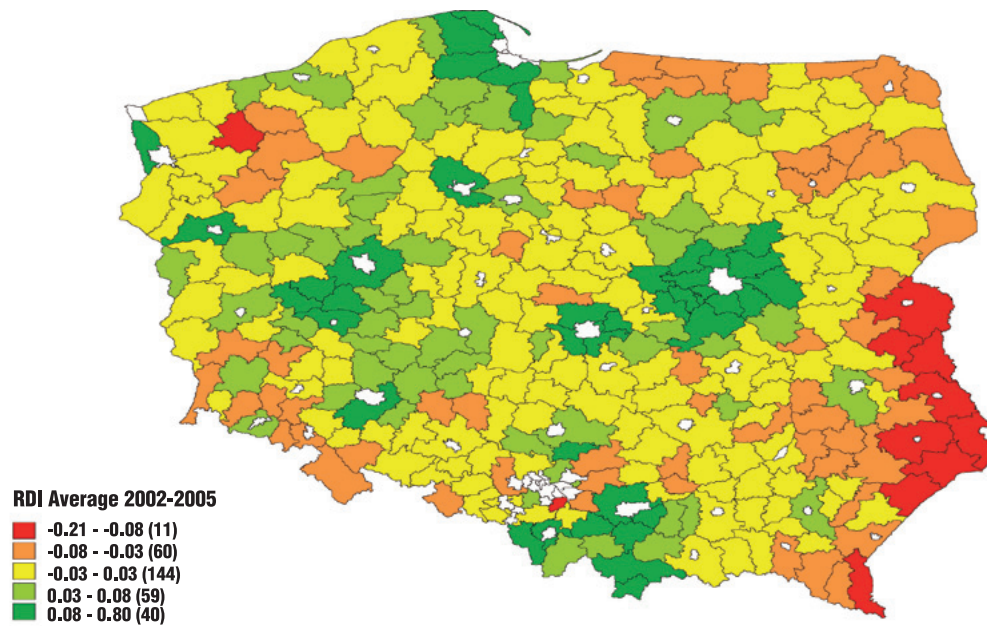 RDI Average 2002-2005
-0.21 - -0.08 (11)
-0.08 - -0.03 (60)
-0.03 - 0.03 (144)
0.03 - 0.08 (59)
0.08 - 0.80 (40)